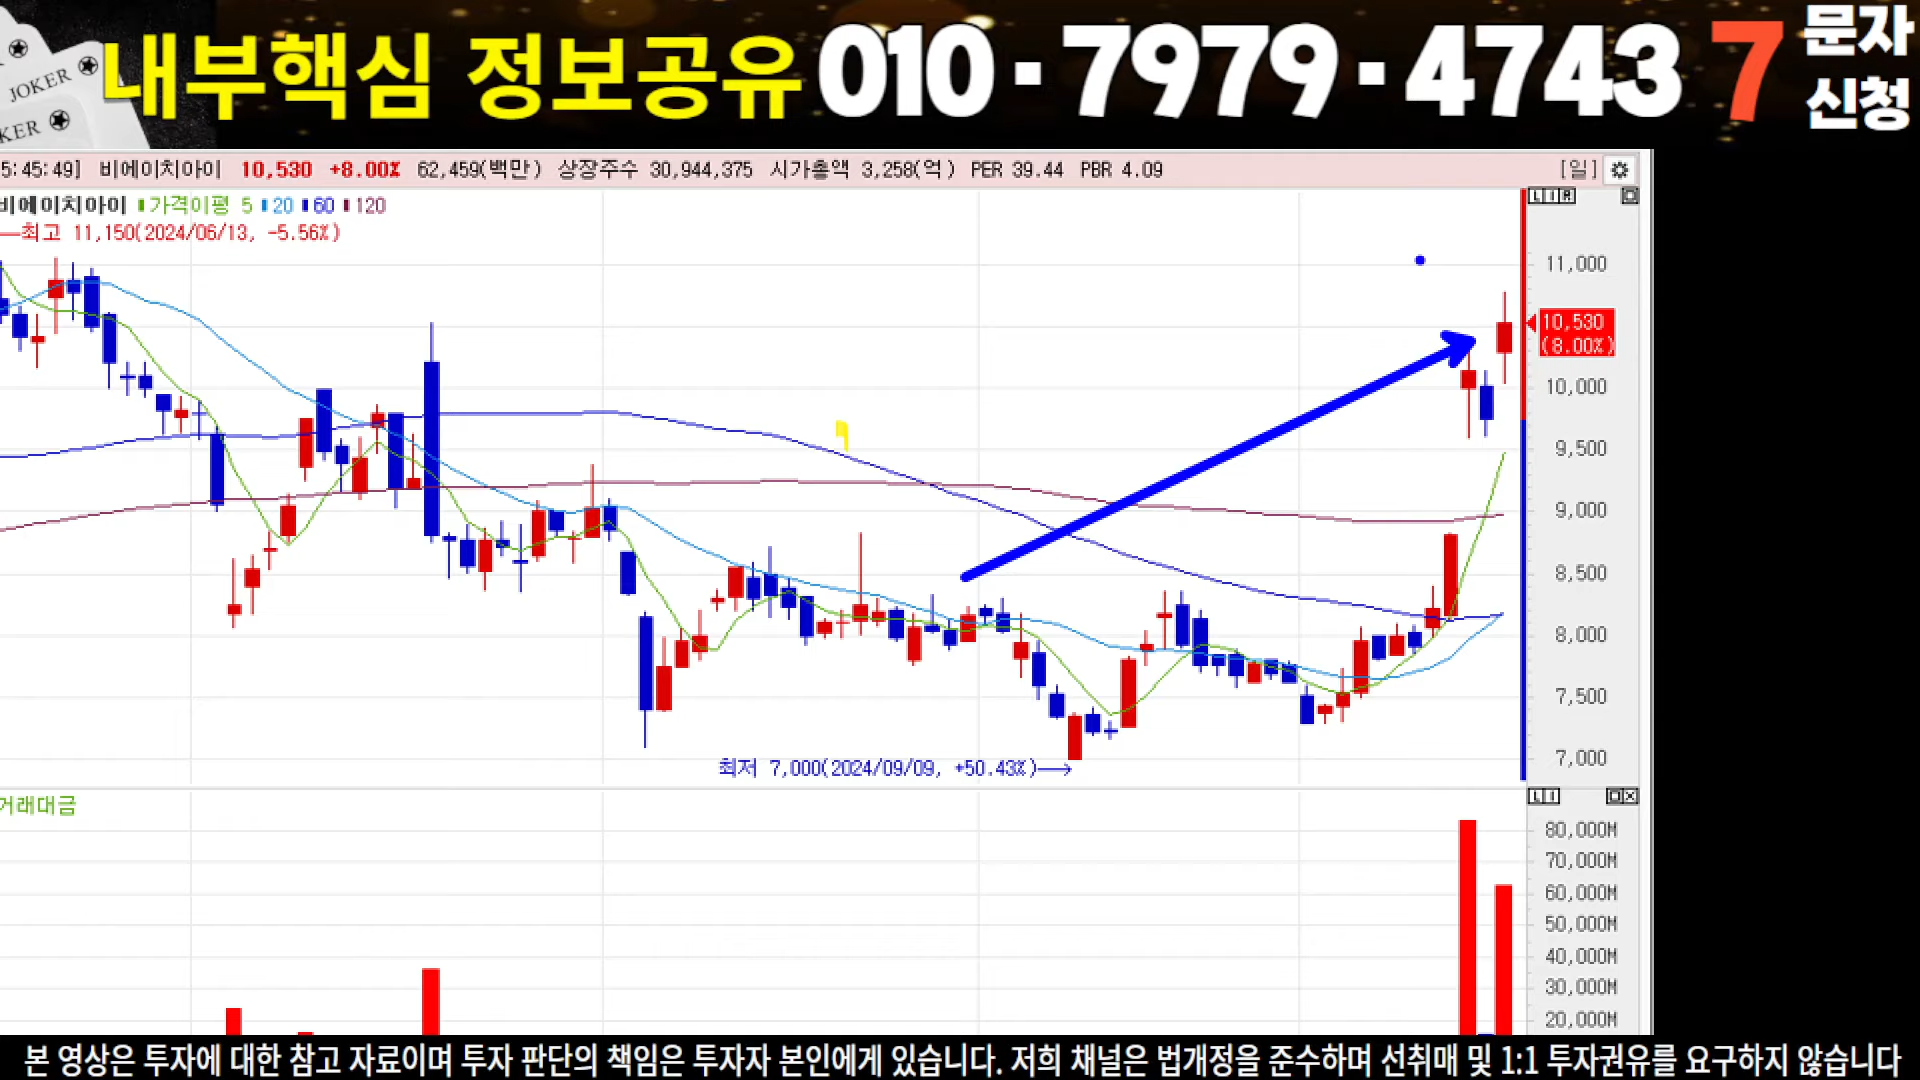 JOKER
KER
내부핵심 정보공유 010·7979·4743 7 문자
신청
5:45:49] 비에이치아이 10,530 +8.00% 62,459(백만) 상장주수 30,944,375 시가총액 3,258(억) PER 39.44 PBR 4.09 [일]
비에이치아이 가격이평 5 20 60 120
최고 11,150(2024/06/13, -5.56%)
L I R
11,000
10,530
(8.00%)
10,000
9,500
9,000
8,500
8,000
7,500
7,000
최저 7,000(2024/09/09, +50.43%)
거래대금
L I
80,000M
70,000M
60,000M
50,000M
40,000M
30,000M
20,000M
본 영상은 투자에 대한 참고 자료이며 투자 판단의 책임은 투자자 본인에게 있습니다. 저희 채널은 법개정을 준수하며 선취매 및 1:1 투자권유를 요구하지 않습니다